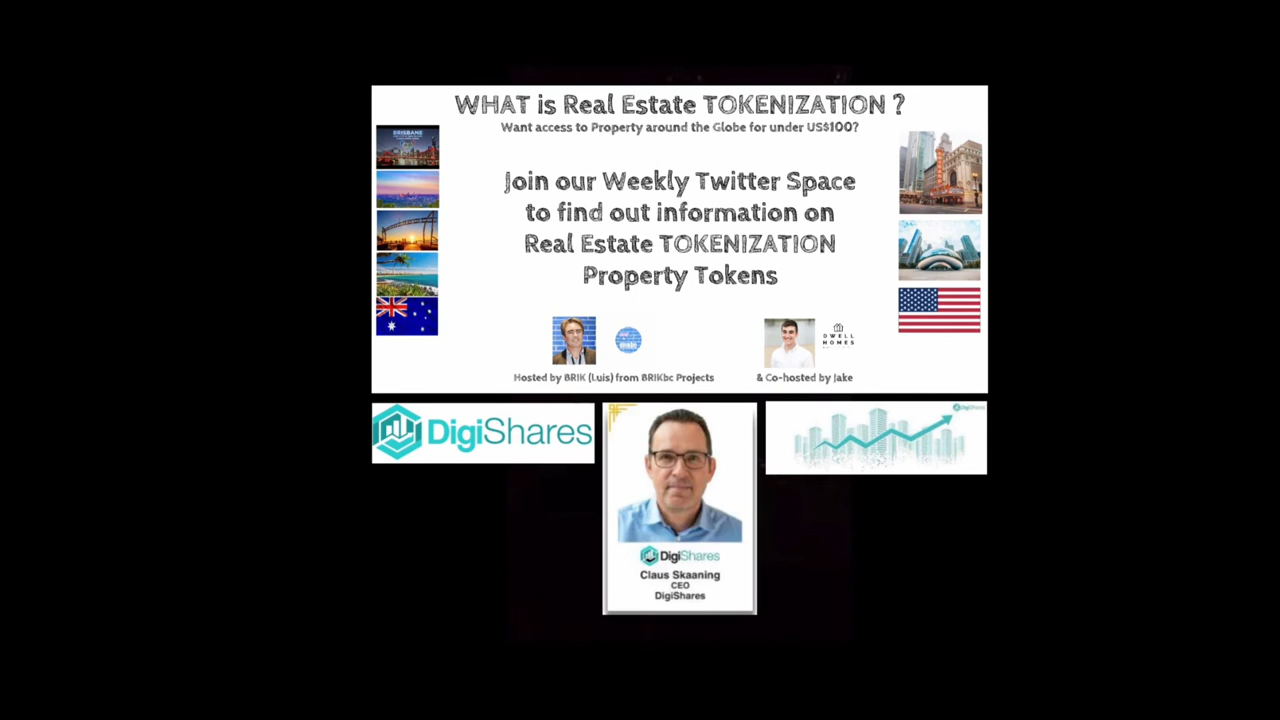 WHAT is Real Estate TOKENIZATION ?
Want access to Property around the Globe for under US$100?
BRISBANE
Join our Weekly Twitter Space
to find out information on
Real Estate TOKENIZATION
Property Tokens
DWELL
HOMES
Hosted by BRIK (Luis) from BRIKbc Projects
& Co-hosted by Jake
DigiShares
DigiShares
DigiShares
Claus Skaaning
CEO
DigiShares